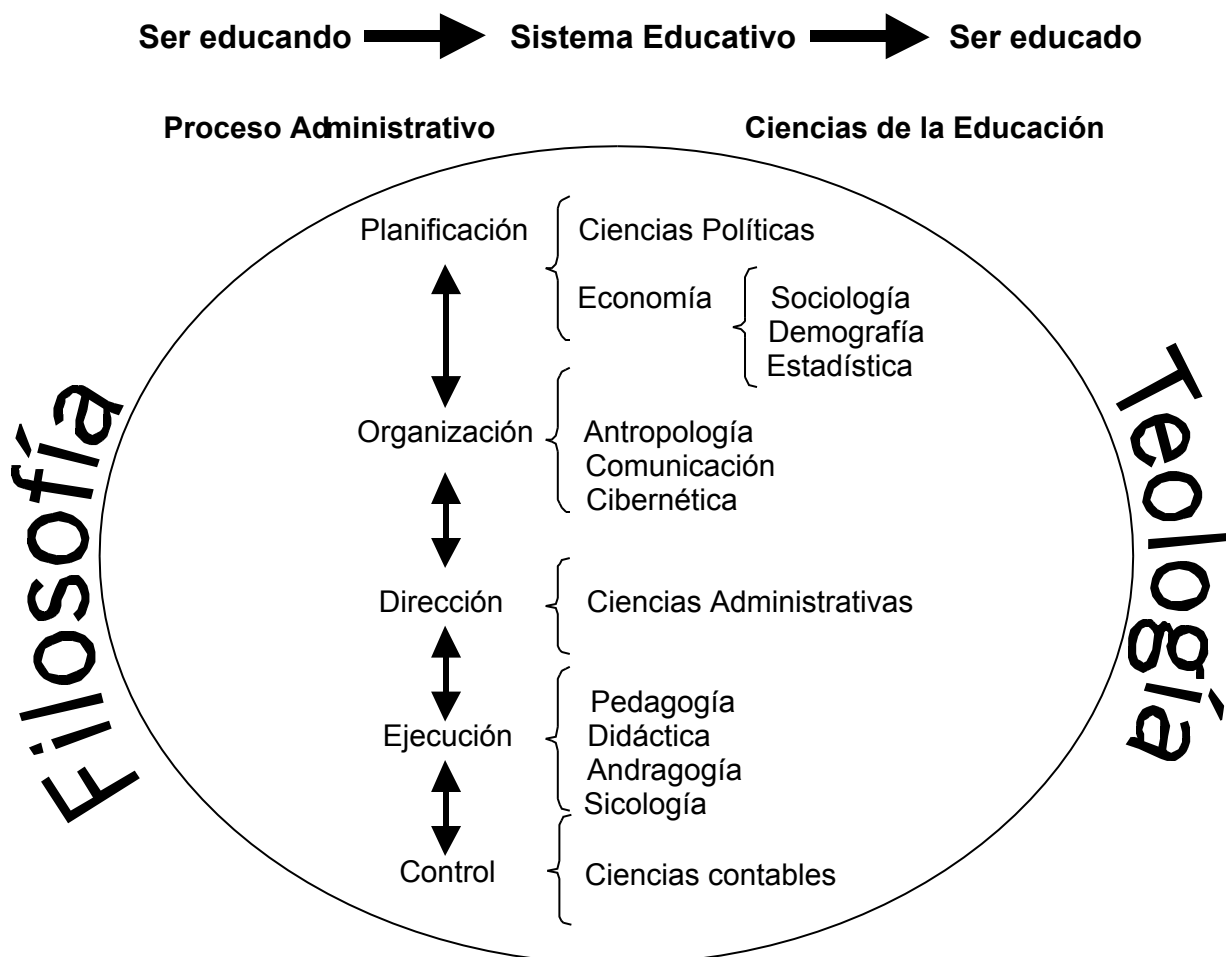 Ser educando Sistema Educativo Ser educado
Proceso Administrativo Ciencias de la Educación
Planificación Ciencias Políticas
Economía Sociología
Demografía
Estadística
Organización Antropología
Comunicación
Cibernética
Dirección Ciencias Administrativas
Pedagogía
Ejecución Didáctica
Andragogía
Sicología
Control Ciencias contables
Filosofía
Teología